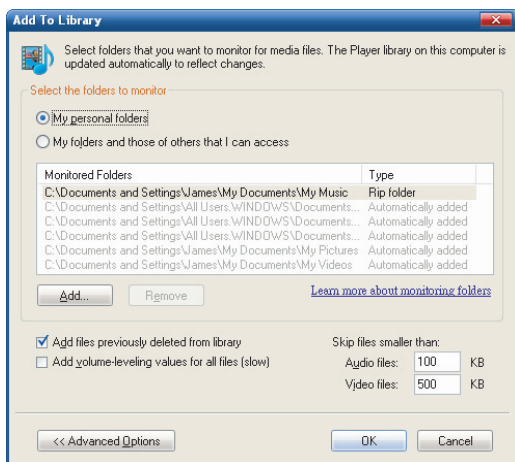 Add To Library
Select folders that you want to monitor for media files. The Player library on this computer is
updated automatically to reflect changes.
Select the folders to monitor
My personal folders
My folders and those of others that I can access
Monitored Folders Type
C:\Documents and Settings\James\My Documents\My Music Rip folder
C:\Documents and Settings\All Users.WINDOWS\Documents... Automatically added
C:\Documents and Settings\All Users.WINDOWS\Documents... Automatically added
C:\Documents and Settings\All Users.WINDOWS\Documents... Automatically added
C:\Documents and Settings\James\My Documents\My Pictures Automatically added
C:\Documents and Settings\James\My Documents\My Videos Automatically added
Add... Remove Learn more about monitoring folders
Add files previously deleted from library Skip files smaller than:
Add volume-leveling values for all files (slow) Audio files: 100 KB
Video files: 500 KB
<< Advanced Options OK Cancel